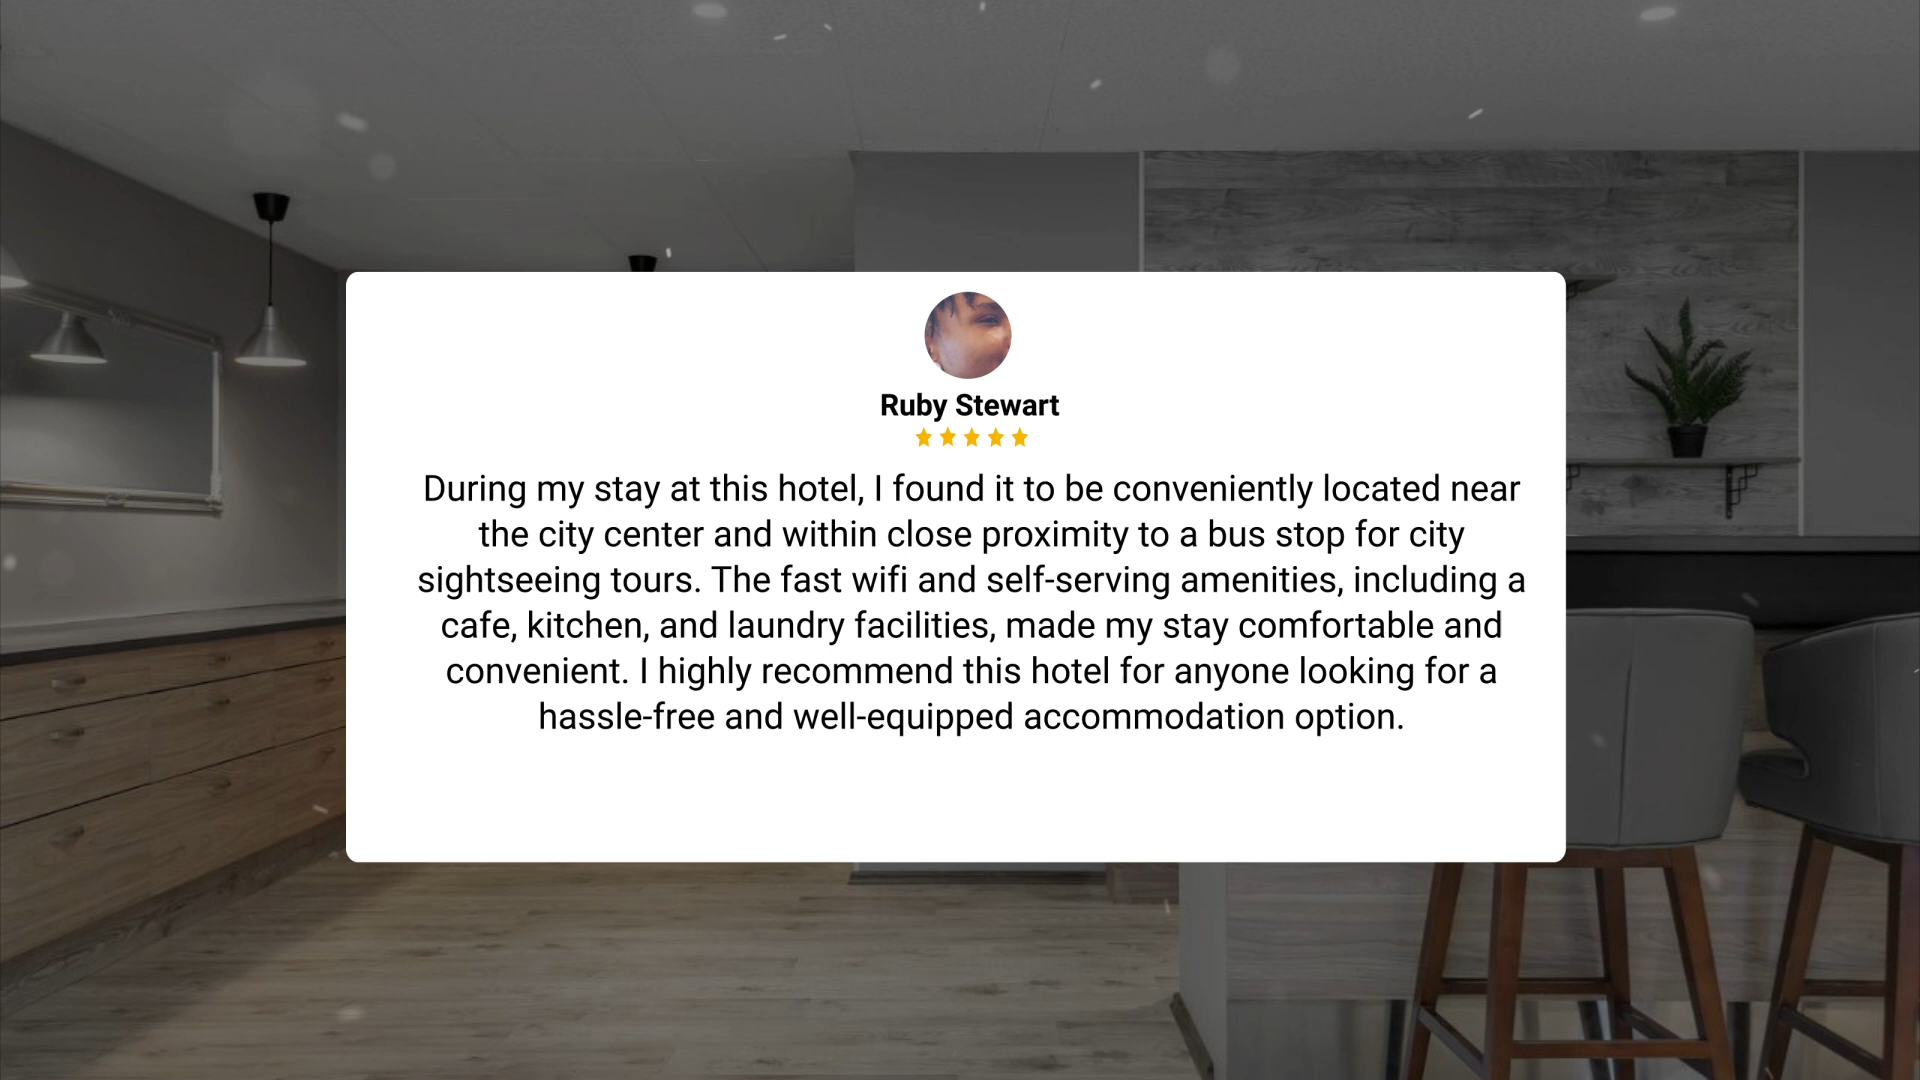 Ruby Stewart
During my stay at this hotel, I found it to be conveniently located near
the city center and within close proximity to a bus stop for city
sightseeing tours. The fast wifi and self-serving amenities, including a
cafe, kitchen, and laundry facilities, made my stay comfortable and
convenient. I highly recommend this hotel for anyone looking for a
hassle-free and well-equipped accommodation option.